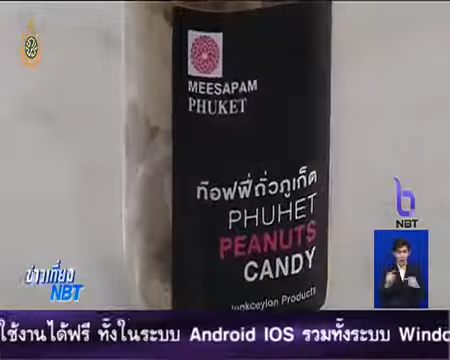 MEESAPAM
PHUKET
ท๊อฟฟี่ถั่วภูเก็ต
PHUHET
PEANUTS
CANDY
Junkceylon Products
NBT
ข่าวเที่ยง
NBT
ใช้งานได้ฟรี ทั้งในระบบ Android IOS รวมทั้งระบบ Windo